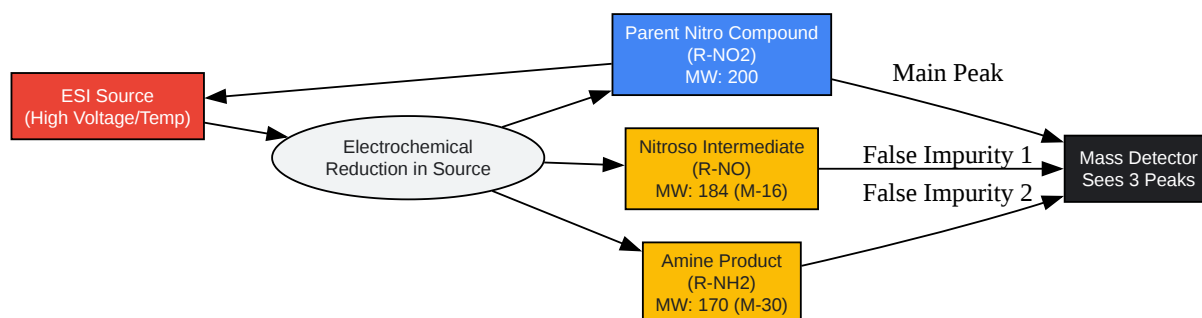 Parent Nitro Compound
(R-NO2)
MW: 200
Main Peak
ESI Source
(High Voltage/Temp)
Electrochemical
Reduction in Source
Nitroso Intermediate
(R-NO)
MW: 184 (M-16)
False Impurity 1
False Impurity 2
Mass Detector
Sees 3 Peaks
Amine Product
(R-NH2)
MW: 170 (M-30)